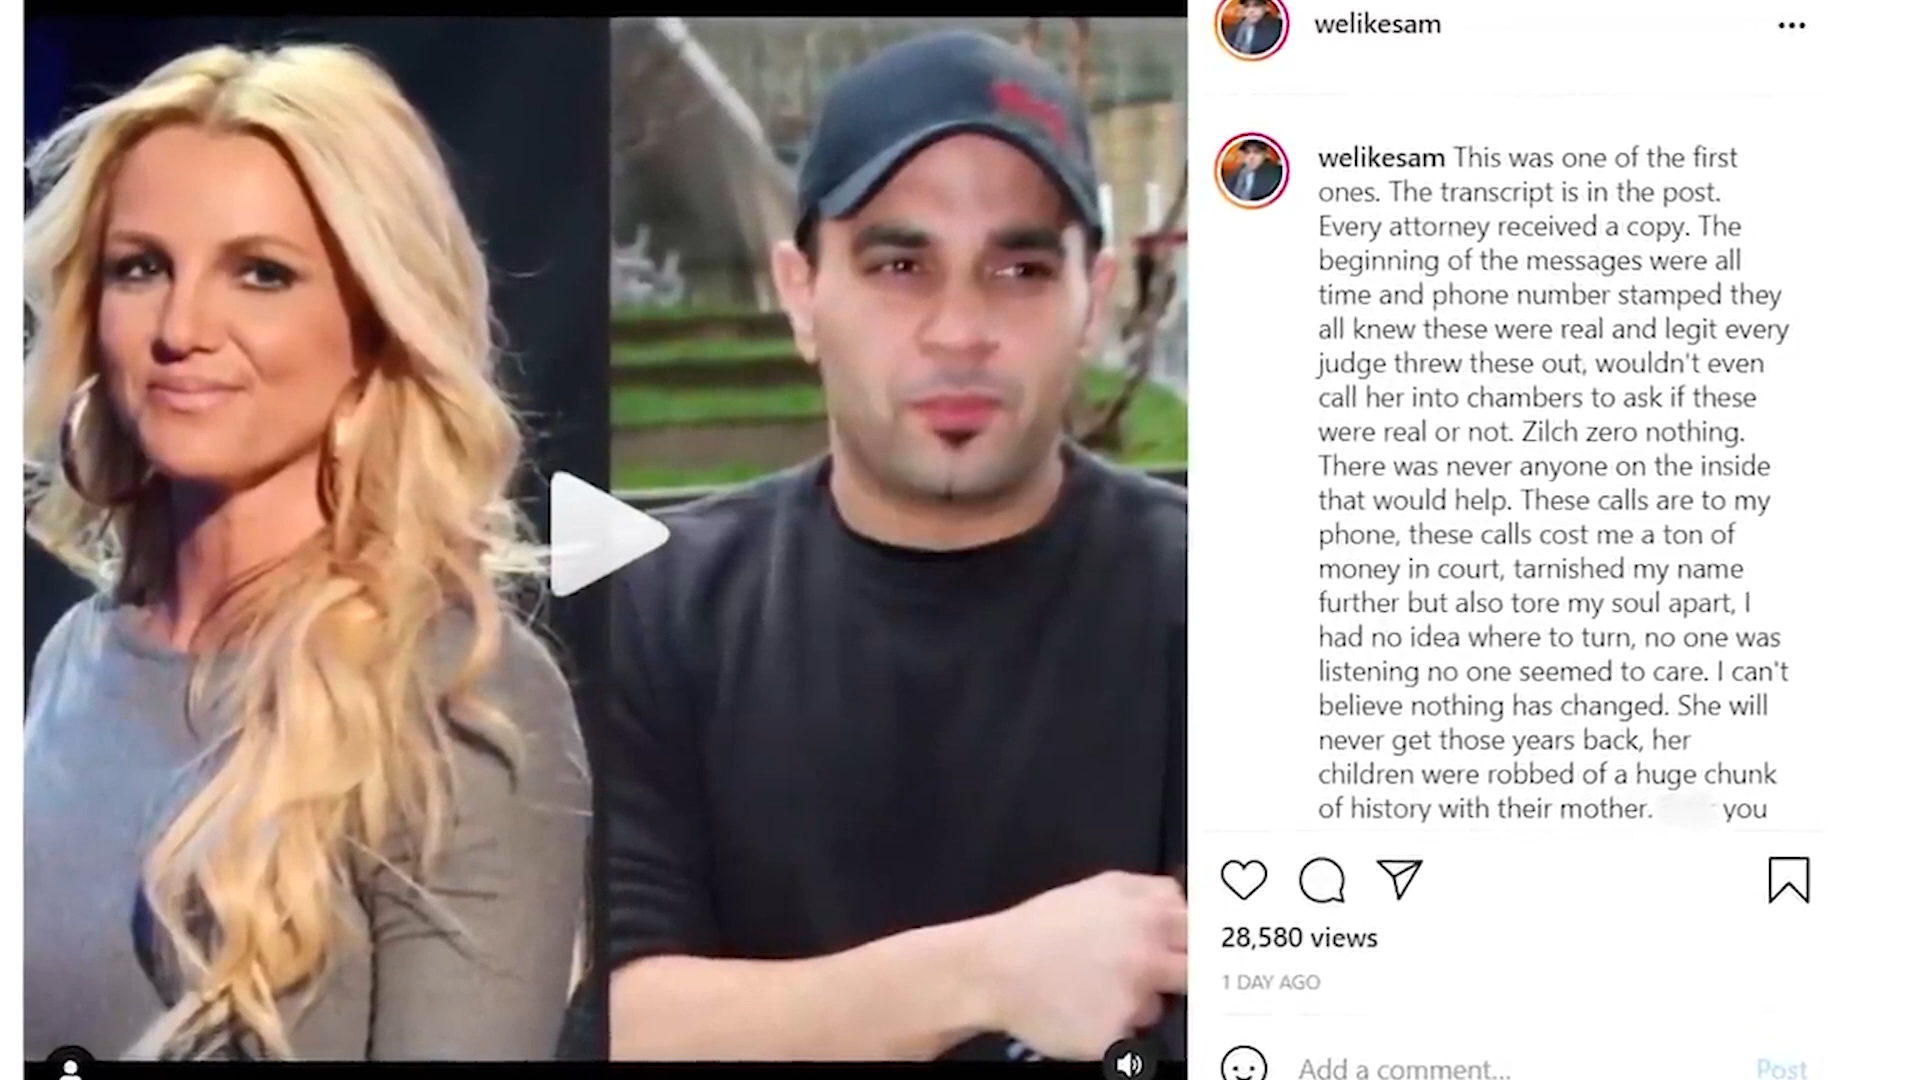 welikesam
welikesam This was one of the first
ones. The transcript is in the post.
Every attorney received a copy. The
beginning of the messages were all
time and phone number stamped they
all knew these were real and legit every
judge threw these out, wouldn't even
call her into chambers to ask if these
were real or not. Zilch zero nothing.
There was never anyone on the inside
that would help. These calls are to my
phone, these calls cost me a ton of
money in court, tarnished my name
further but also tore my soul apart, I
had no idea where to turn, no one was
listening no one seemed to care. I can't
believe nothing has changed. She will
never get those years back, her
children were robbed of a huge chunk
of history with their mother. you
28,580 views
1 DAY AGO
Add a comment... Post